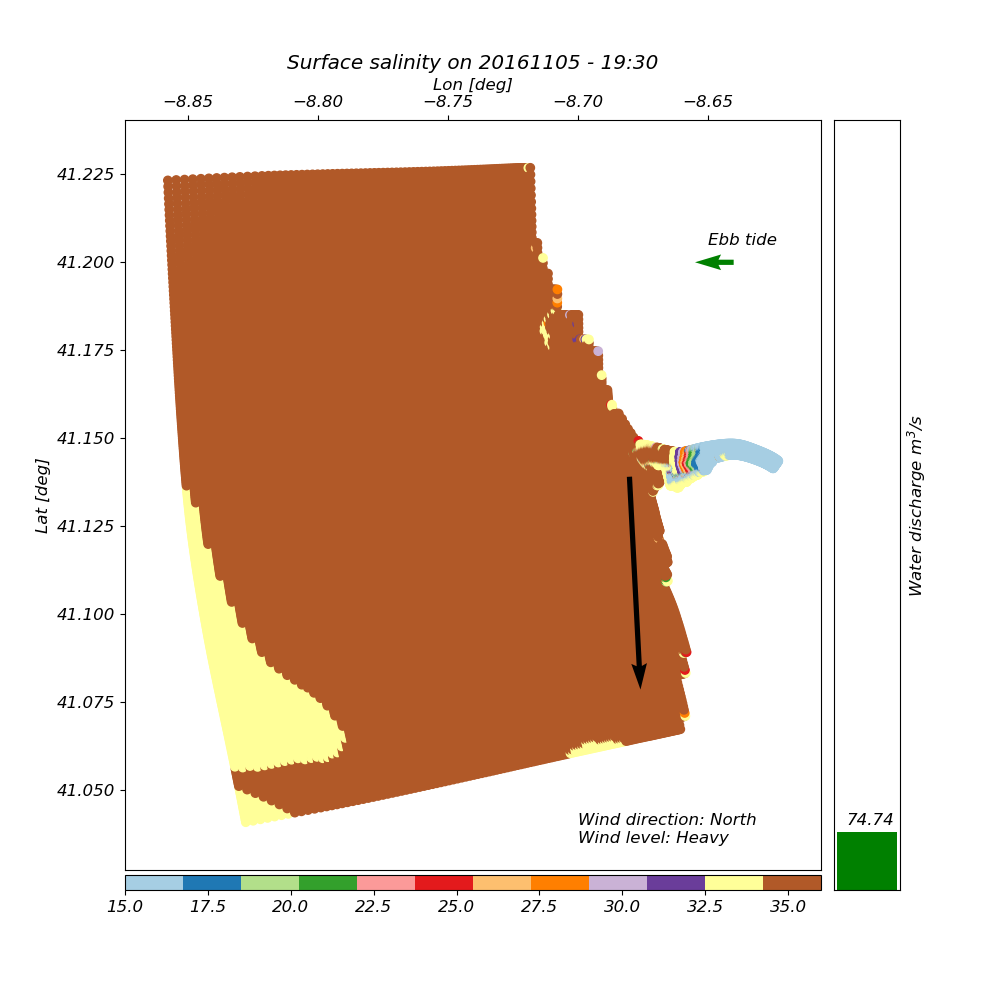 Surface salinity on 20161105 - 19:30
Lon [deg]
−8.85 −8.80 −8.75 −8.70 −8.65
41.225
41.200
41.175
41.150
41.125
41.100
41.075
41.050
Lat [deg]
Ebb tide
Wind direction: North
Wind level: Heavy
74.74
Water discharge m³/s
15.0 17.5 20.0 22.5 25.0 27.5 30.0 32.5 35.0